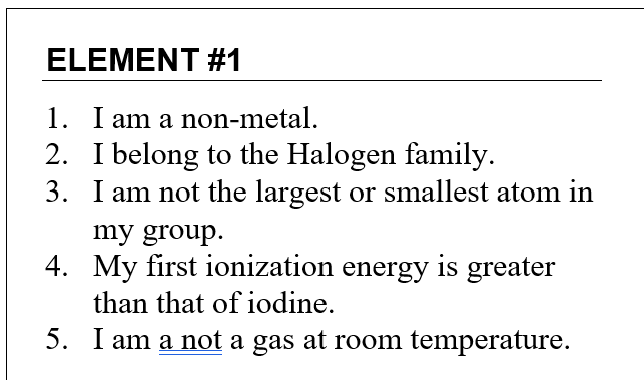 ELEMENT #1
1. I am a non-metal.
2. I belong to the Halogen family.
3. I am not the largest or smallest atom in
my group.
4. My first ionization energy is greater
than that of iodine.
5. I am a not a gas at room temperature.